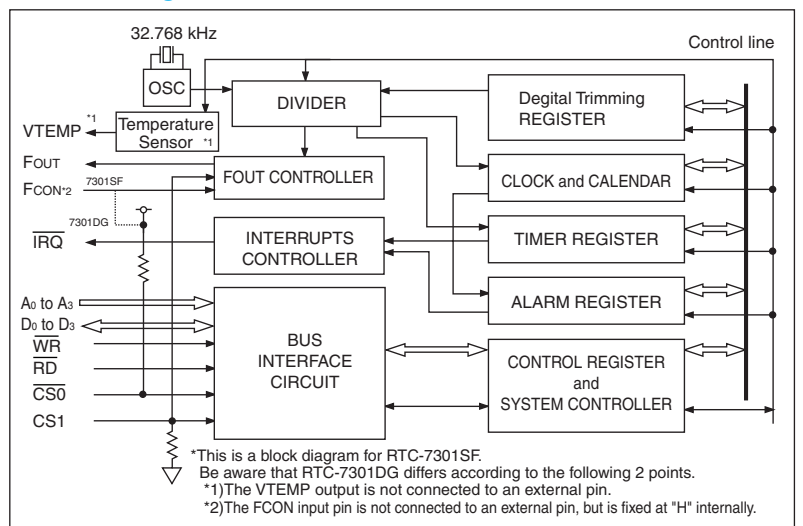 32.768 kHz
Control line
OSC
DIVIDER
Degital Trimming
REGISTER
VTEMP *1
Temperature
Sensor *1
FOUT
FCON*2
7301SF
FOUT CONTROLLER
CLOCK and CALENDAR
7301DG
IRQ
INTERRUPTS
CONTROLLER
TIMER REGISTER
ALARM REGISTER
A0 to A3
D0 to D3
WR
RD
CS0
CS1
BUS
INTERFACE
CIRCUIT
CONTROL REGISTER
and
SYSTEM CONTROLLER
*This is a block diagram for RTC-7301SF.
Be aware that RTC-7301DG differs according to the following 2 points.
*1)The VTEMP output is not connected to an external pin.
*2)The FCON input pin is not connected to an external pin, but is fixed at "H" internally.